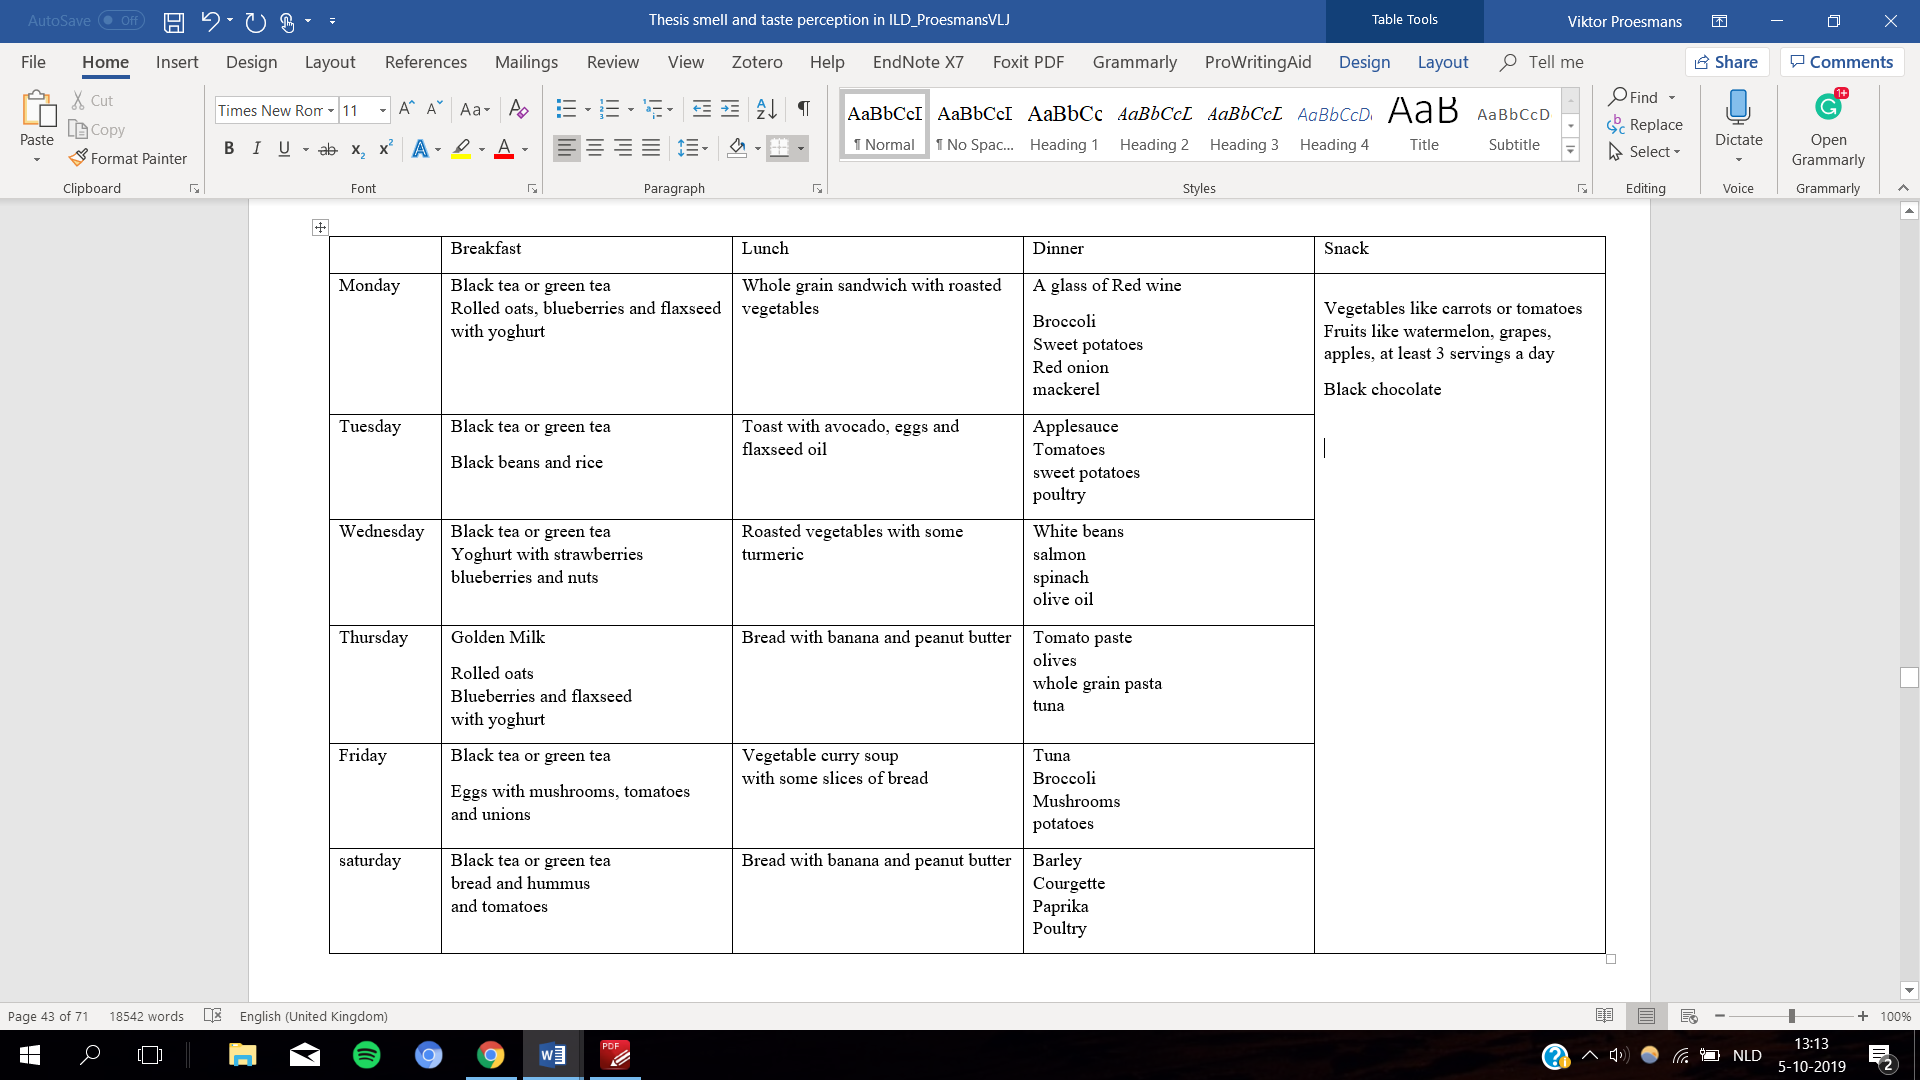 AutoSave Off
Thesis smell and taste perception in ILD_ProesmansVLJ
Table Tools
Viktor Proesmans
File Home Insert Design Layout References Mailings Review View Zotero Help EndNote X7 Foxit PDF Grammarly ProWritingAid Design Layout Tell me Share Comments
Paste
Cut
Copy
Format Painter
Clipboard
Times New Ror 11
Font
Paragraph
AaBbCcI AaBbCcI AaBbCc AaBbCcL AaBbCcL AaBbCcD AaB AaBbCcD
¶ Normal ¶ No Spac... Heading 1 Heading 2 Heading 3 Heading 4 Title Subtitle
Styles
Find
Replace
Select
Editing
Dictate
Voice
Open
Grammarly
Grammarly
Breakfast Lunch Dinner Snack
Monday
Black tea or green tea
Rolled oats, blueberries and flaxseed
with yoghurt
Whole grain sandwich with roasted
vegetables
A glass of Red wine
Broccoli
Sweet potatoes
Red onion
mackerel
Vegetables like carrots or tomatoes
Fruits like watermelon, grapes,
apples, at least 3 servings a day
Black chocolate
Tuesday
Black tea or green tea
Black beans and rice
Toast with avocado, eggs and
flaxseed oil
Applesauce
Tomatoes
sweet potatoes
poultry
Wednesday
Black tea or green tea
Yoghurt with strawberries
blueberries and nuts
Roasted vegetables with some
turmeric
White beans
salmon
spinach
olive oil
Thursday
Golden Milk
Rolled oats
Blueberries and flaxseed
with yoghurt
Bread with banana and peanut butter
Tomato paste
olives
whole grain pasta
tuna
Friday
Black tea or green tea
Eggs with mushrooms, tomatoes
and unions
Vegetable curry soup
with some slices of bread
Tuna
Broccoli
Mushrooms
potatoes
saturday
Black tea or green tea
bread and hummus
and tomatoes
Bread with banana and peanut butter
Barley
Courgette
Paprika
Poultry
Page 43 of 71 18542 words English (United Kingdom) 100%
NLD
13:13
5-10-2019
2